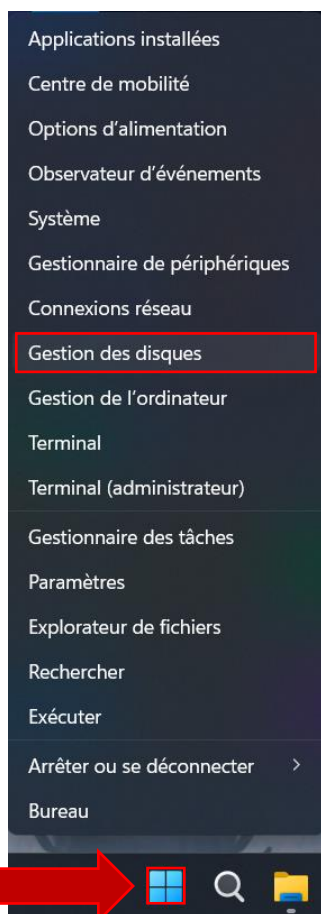 Applications installées
Centre de mobilité
Options d’alimentation
Observateur d’événements
Système
Gestionnaire de périphériques
Connexions réseau
Gestion des disques
Gestion de l’ordinateur
Terminal
Terminal (administrateur)
Gestionnaire des tâches
Paramètres
Explorateur de fichiers
Rechercher
Exécuter
Arrêter ou se déconnecter
Bureau